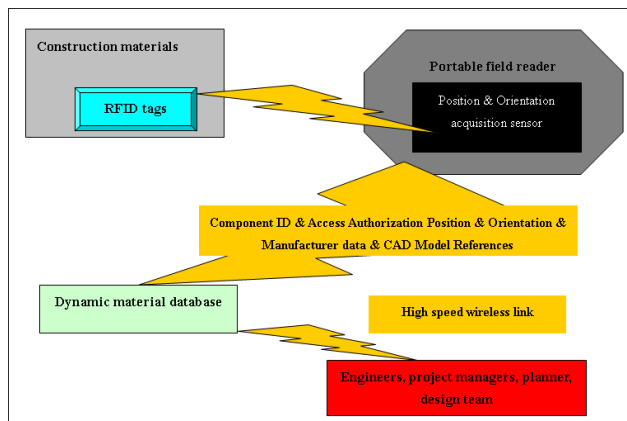 Construction materials
RFID tags
Portable field reader
Position & Orientation
acquisition sensor
Component ID & Access Authorization Position & Orientation &
Manufacturer data & CAD Model References
Dynamic material database
High speed wireless link
Engineers, project managers, planner,
design team